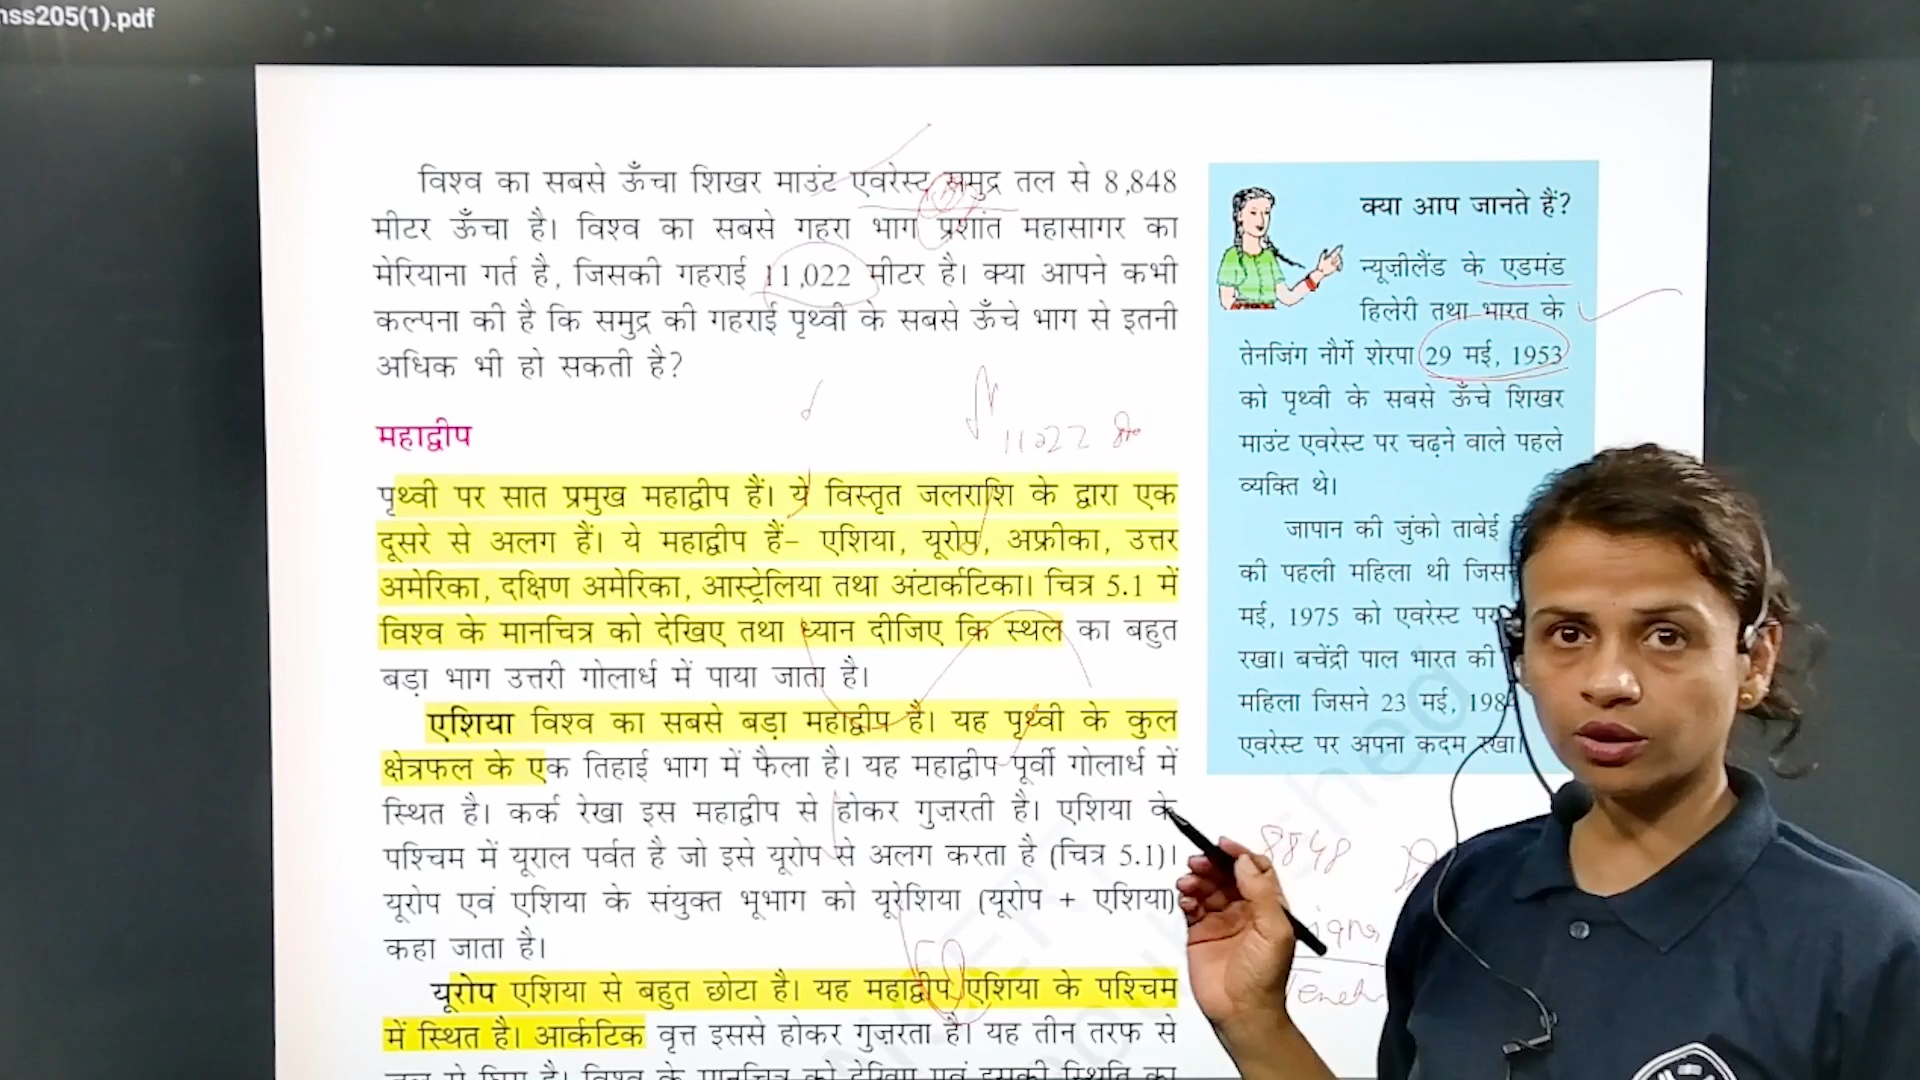 nss205(1).pdf
विश्व का सबसे ऊँचा शिखर माउंट एवरेस्ट समुद्र तल से 8,848
मीटर ऊँचा है। विश्व का सबसे गहरा भाग प्रशांत महासागर का
मेरियाना गर्त है, जिसकी गहराई 11,022 मीटर है। क्या आपने कभी
कल्पना की है कि समुद्र की गहराई पृथ्वी के सबसे ऊँचे भाग से इतनी
अधिक भी हो सकती है?
11022
महाद्वीप
पृथ्वी पर सात प्रमुख महाद्वीप हैं। ये विस्तृत जलराशि के द्वारा एक
दूसरे से अलग हैं। ये महाद्वीप हैं– एशिया, यूरोप, अफ्रीका, उत्तर
अमेरिका, दक्षिण अमेरिका, आस्ट्रेलिया तथा अंटार्कटिका। चित्र 5.1 में
विश्व के मानचित्र को देखिए तथा ध्यान दीजिए कि स्थल का बहुत
बड़ा भाग उत्तरी गोलार्ध में पाया जाता है।
एशिया विश्व का सबसे बड़ा महाद्वीप है। यह पृथ्वी के कुल
क्षेत्रफल के एक तिहाई भाग में फैला है। यह महाद्वीप पूर्वी गोलार्ध में
स्थित है। कर्क रेखा इस महाद्वीप से होकर गुज़रती है। एशिया के
पश्चिम में यूराल पर्वत है जो इसे यूरोप से अलग करता है (चित्र 5.1)।
यूरोप एवं एशिया के संयुक्त भूभाग को यूरेशिया (यूरोप + एशिया)
कहा जाता है।
यूरोप एशिया से बहुत छोटा है। यह महाद्वीप एशिया के पश्चिम
में स्थित है। आर्कटिक वृत्त इससे होकर गुज़रता है। यह तीन तरफ से
क्या आप जानते हैं?
न्यूज़ीलैंड के एडमंड
हिलेरी तथा भारत के
तेनजिंग नौर्गे शेरपा 29 मई, 1953
को पृथ्वी के सबसे ऊँचे शिखर
माउंट एवरेस्ट पर चढ़ने वाले पहले
व्यक्ति थे।
जापान की जुंको ताबेई
की पहली महिला थी
मई, 1975 को एवरेस्ट
रखा। बचेंद्री पाल भारत की
महिला जिसने 23 मई,
एवरेस्ट पर अपना कदम रखा।
8848